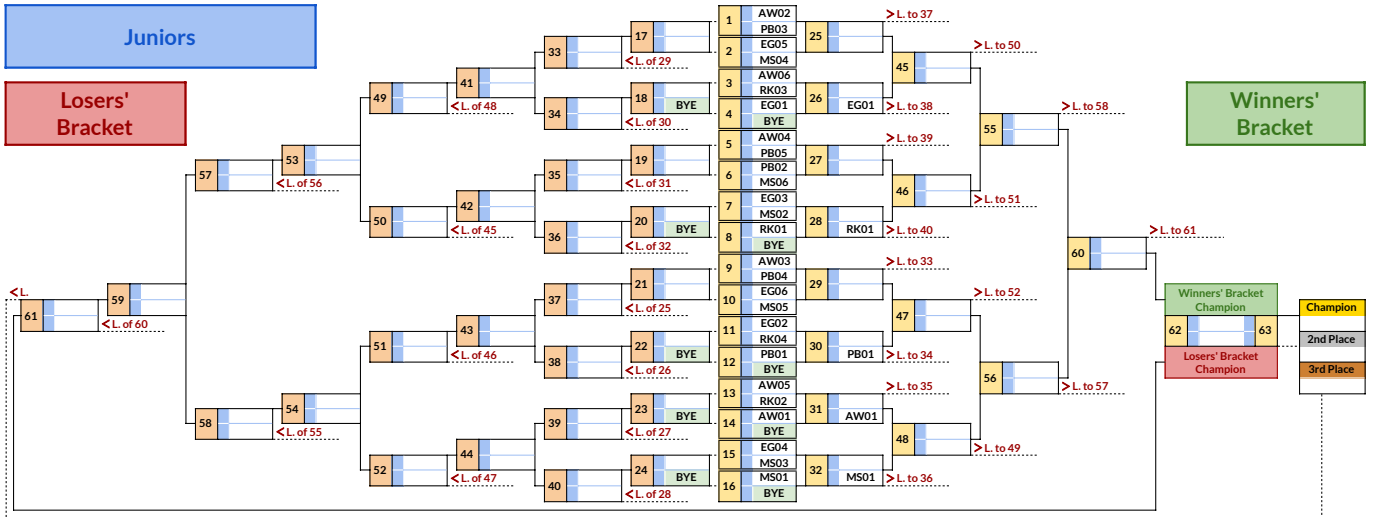 Juniors
Losers'
Bracket
Winners'
Bracket
1
AW02
PB03
2
EG05
MS04
3
AW06
RK03
4
EG01
BYE
5
AW04
PB05
6
PB02
MS06
7
EG03
MS02
8
RK01
BYE
9
AW03
PB04
10
EG06
MS05
11
EG02
RK04
12
PB01
BYE
13
AW05
RK02
14
AW01
BYE
15
EG04
MS03
16
MS01
BYE
17
< L. of 29
18
BYE
< L. of 30
19
< L. of 31
20
BYE
< L. of 32
21
< L. of 25
22
BYE
< L. of 26
23
BYE
< L. of 27
24
BYE
< L. of 28
25
> L. to 37
26
EG01
> L. to 38
27
> L. to 39
28
RK01
> L. to 40
29
> L. to 33
30
PB01
> L. to 34
31
AW01
> L. to 35
32
MS01
> L. to 36
33
34
35
36
37
38
39
40
41
< L. of 48
42
< L. of 45
43
< L. of 46
44
< L. of 47
45
> L. to 50
46
> L. to 51
47
> L. to 52
48
> L. to 49
49
50
51
52
53
< L. of 56
54
< L. of 55
55
> L. to 58
56
> L. to 57
57
58
59
< L. of 60
60
> L. to 61
61
< L.
Winners' Bracket
Champion
62
63
Losers' Bracket
Champion
Champion
2nd Place
3rd Place